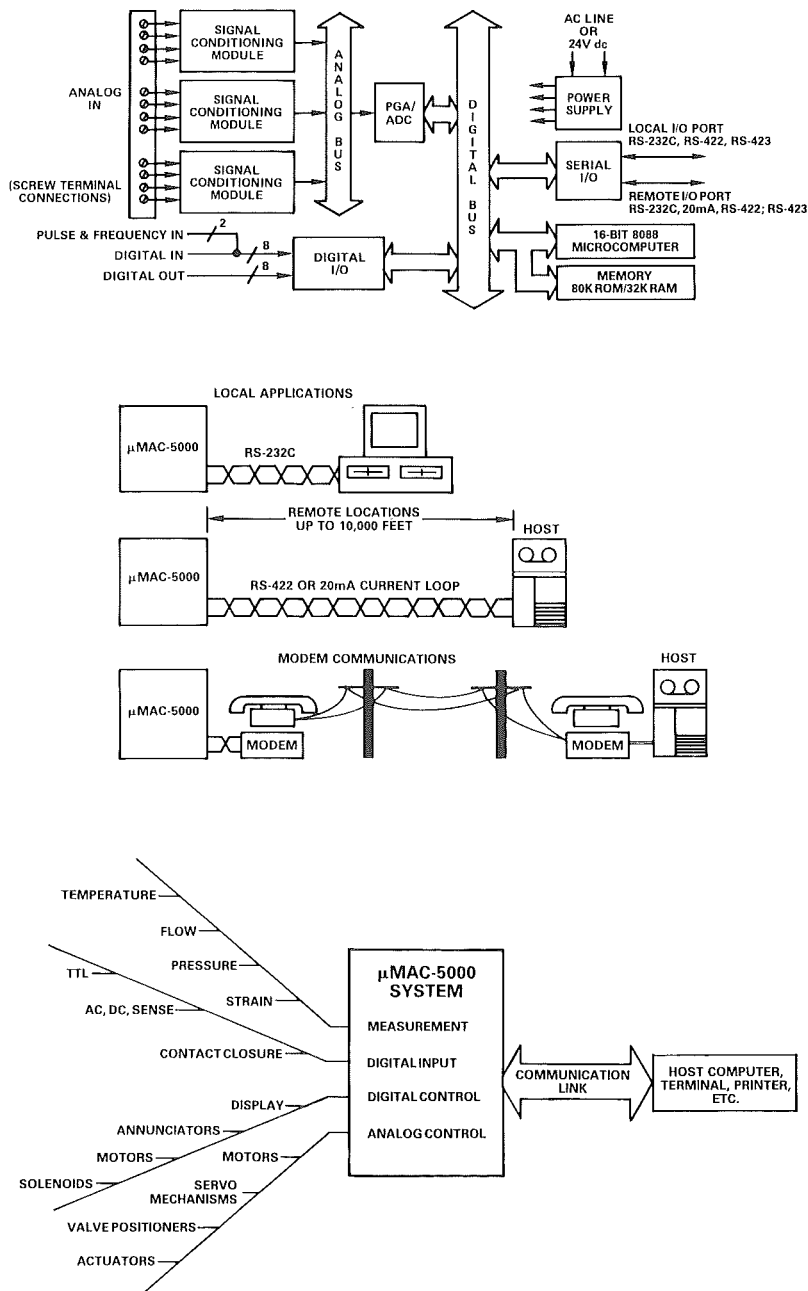 AC LINE
OR
24V dc
SIGNAL
CONDITIONING
MODULE
ANALOG
IN
SIGNAL
CONDITIONING
MODULE
SIGNAL
CONDITIONING
MODULE
(SCREW TERMINAL
CONNECTIONS)
ANALOG BUS
PGA/
ADC
DIGITAL BUS
POWER
SUPPLY
LOCAL I/O PORT
RS-232C, RS-422, RS-423
SERIAL
I/O
REMOTE I/O PORT
RS-232C, 20mA, RS-422; RS-423
2
PULSE & FREQUENCY IN
8
DIGITAL IN
8
DIGITAL OUT
DIGITAL
I/O
16-BIT 8088
MICROCOMPUTER
MEMORY
80K ROM/32K RAM
LOCAL APPLICATIONS
µMAC-5000
RS-232C
REMOTE LOCATIONS
UP TO 10,000 FEET
HOST
µMAC-5000
RS-422 OR 20mA CURRENT LOOP
MODEM COMMUNICATIONS
HOST
µMAC-5000
MODEM
MODEM
TEMPERATURE
FLOW
PRESSURE
STRAIN
TTL
AC, DC, SENSE
CONTACT CLOSURE
DISPLAY
ANNUNCIATORS
MOTORS
SOLENOIDS
MOTORS
SERVO
MECHANISMS
VALVE POSITIONERS
ACTUATORS
µMAC-5000
SYSTEM
MEASUREMENT
DIGITAL INPUT
DIGITAL CONTROL
ANALOG CONTROL
COMMUNICATION
LINK
HOST COMPUTER,
TERMINAL, PRINTER,
ETC.